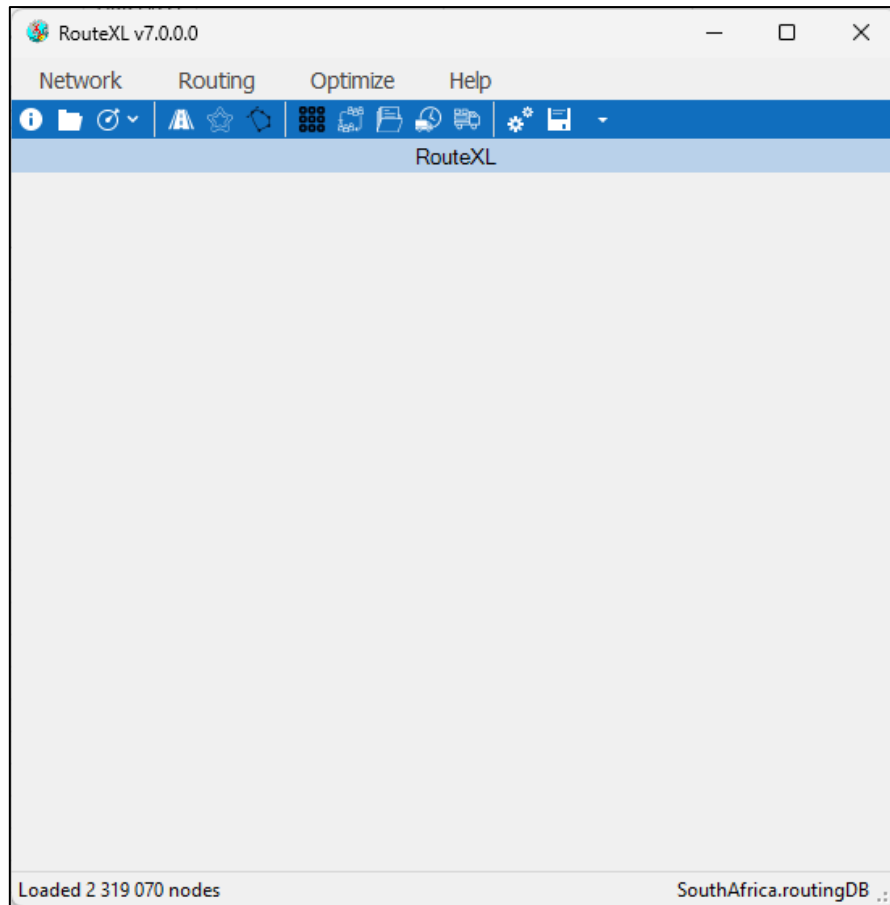 RouteXL v7.0.0.0
Network Routing Optimize Help
RouteXL
Loaded 2 319 070 nodes SouthAfrica.routingDB